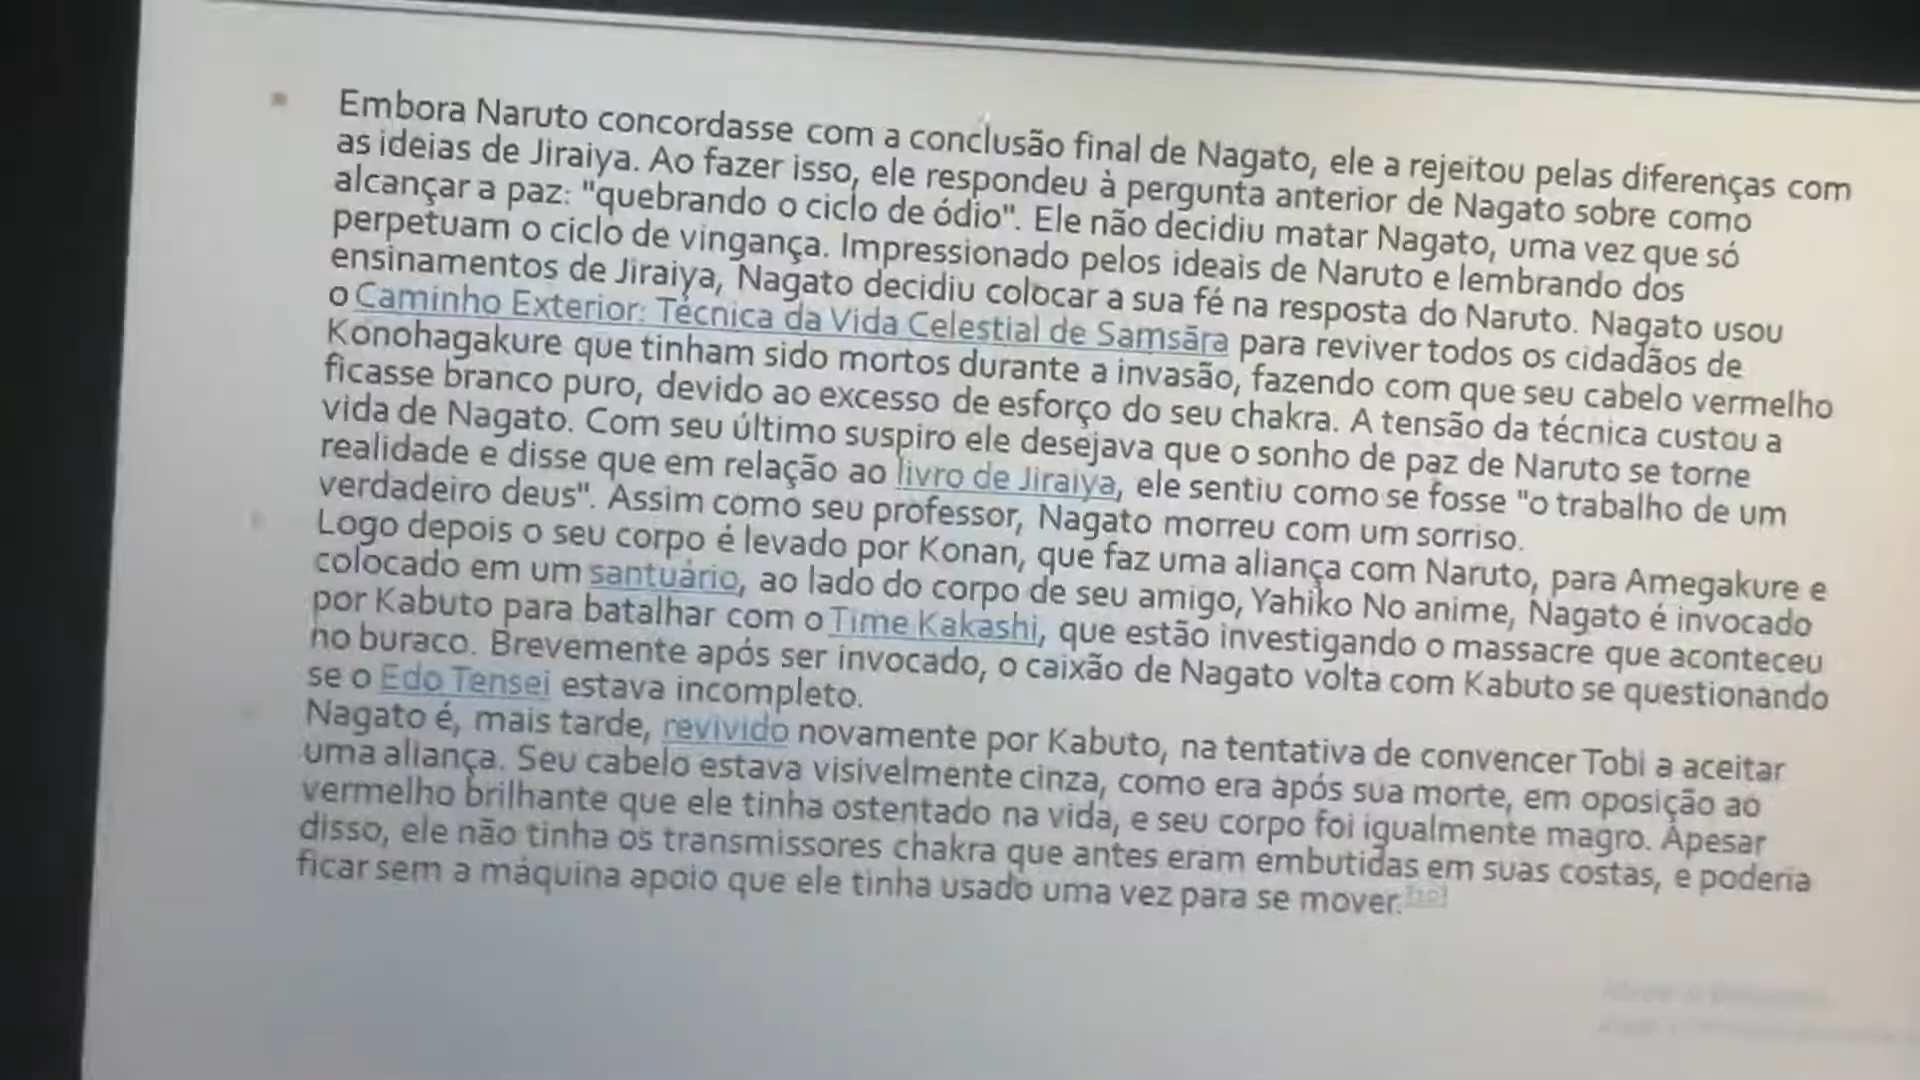 Embora Naruto concordasse com a conclusão final de Nagato, ele a rejeitou pelas diferenças com
as ideias de Jiraiya. Ao fazer isso, ele respondeu à pergunta anterior de Nagato sobre como
alcançar a paz: "quebrando o ciclo de ódio". Ele não decidiu matar Nagato, uma vez que só
perpetuam o ciclo de vingança. Impressionado pelos ideais de Naruto e lembrando dos
ensinamentos de Jiraiya, Nagato decidiu colocar a sua fé na resposta do Naruto. Nagato usou
o Caminho Exterior: Técnica da Vida Celestial de Samsāra para reviver todos os cidadãos de
Konohagakure que tinham sido mortos durante a invasão, fazendo com que seu cabelo vermelho
ficasse branco puro, devido ao excesso de esforço do seu chakra. A tensão da técnica custou a
vida de Nagato. Com seu último suspiro ele desejava que o sonho de paz de Naruto se torne
realidade e disse que em relação ao livro de Jiraiya, ele sentiu como se fosse "o trabalho de um
verdadeiro deus". Assim como seu professor, Nagato morreu com um sorriso.
Logo depois o seu corpo é levado por Konan, que faz uma aliança com Naruto, para Amegakure e
colocado em um santuário, ao lado do corpo de seu amigo, Yahiko No anime, Nagato é invocado
por Kabuto para batalhar com o Time Kakashi, que estão investigando o massacre que aconteceu
no buraco. Brevemente após ser invocado, o caixão de Nagato volta com Kabuto se questionando
se o Edo Tensei estava incompleto.
Nagato é, mais tarde, revivido novamente por Kabuto, na tentativa de convencer Tobi a aceitar
uma aliança. Seu cabelo estava visivelmente cinza, como era após sua morte, em oposição ao
vermelho brilhante que ele tinha ostentado na vida, e seu corpo foi igualmente magro. Apesar
disso, ele não tinha os transmissores chakra que antes eram embutidas em suas costas, e poderia
ficar sem a máquina apoio que ele tinha usado uma vez para se mover.